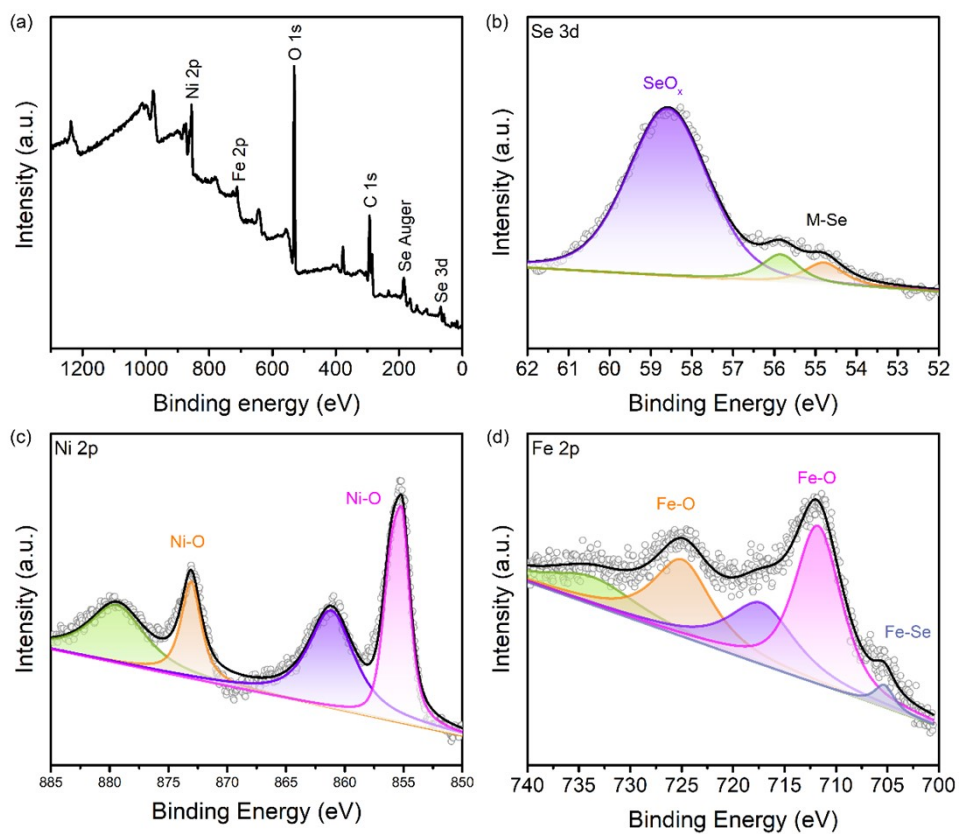 (a)
Ni 2p
Fe 2p
O 1s
C 1s
Se Auger
Se 3d
Intensity (a.u.)
1200 1000 800 600 400 200 0
Binding energy (eV)
(b)
Se 3d
SeOₓ
M-Se
Intensity (a.u.)
62 61 60 59 58 57 56 55 54 53 52
Binding Energy (eV)
(c)
Ni 2p
Ni-O
Ni-O
Intensity (a.u.)
885 880 875 870 865 860 855 850
Binding Energy (eV)
(d)
Fe 2p
Fe-O
Fe-O
Fe-Se
Intensity (a.u.)
740 735 730 725 720 715 710 705 700
Binding Energy (eV)